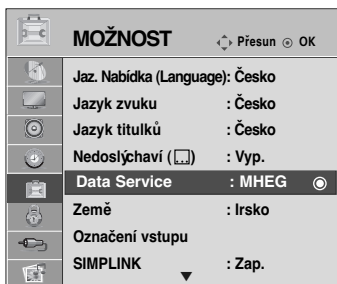 MOŽNOST Přesun OK
Jaz. Nabídka (Language): Česko
Jazyk zvuku : Česko
Jazyk titulků : Česko
Nedoslýchaví (...) : Vyp.
Data Service : MHEG
Země : Irsko
Označení vstupu
SIMPLINK : Zap.